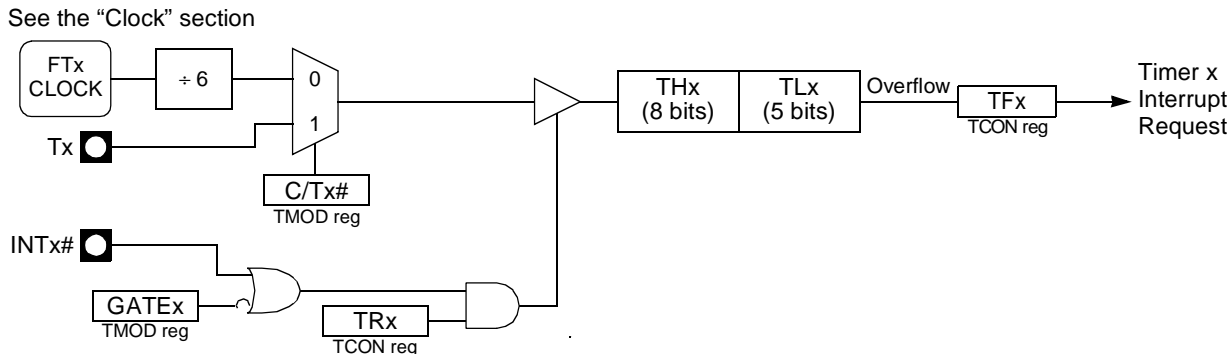 See the “Clock” section
FTx
CLOCK
÷ 6
0
1
Tx
C/Tx#
TMOD reg
THx
(8 bits)
TLx
(5 bits)
Overflow
TFx
TCON reg
Timer x
Interrupt
Request
INTx#
GATEx
TMOD reg
TRx
TCON reg